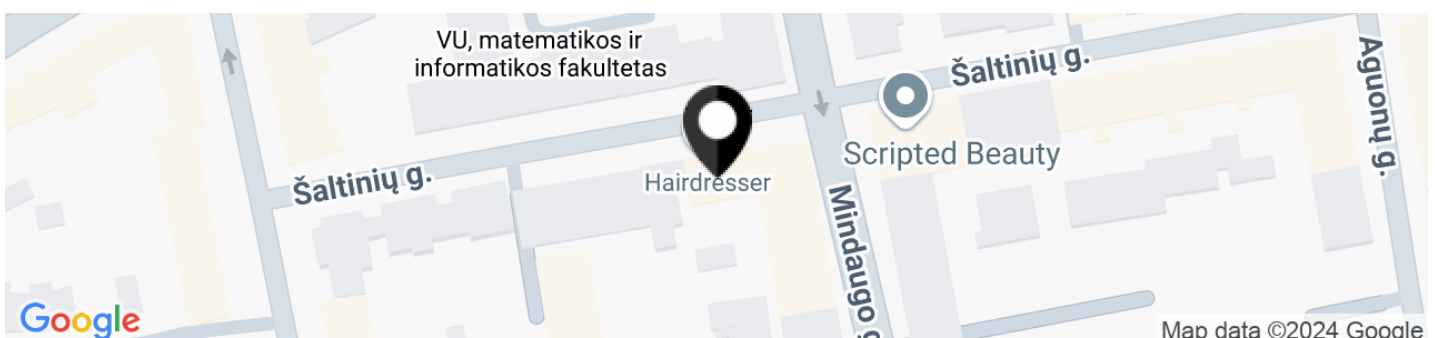 VU, matematikos ir
informatikos fakultetas
Šaltinių g.
Aguonų g.
Scripted Beauty
Hairdresser
Šaltinių g.
Mindaugo g
Google
Map data ©2024 Google